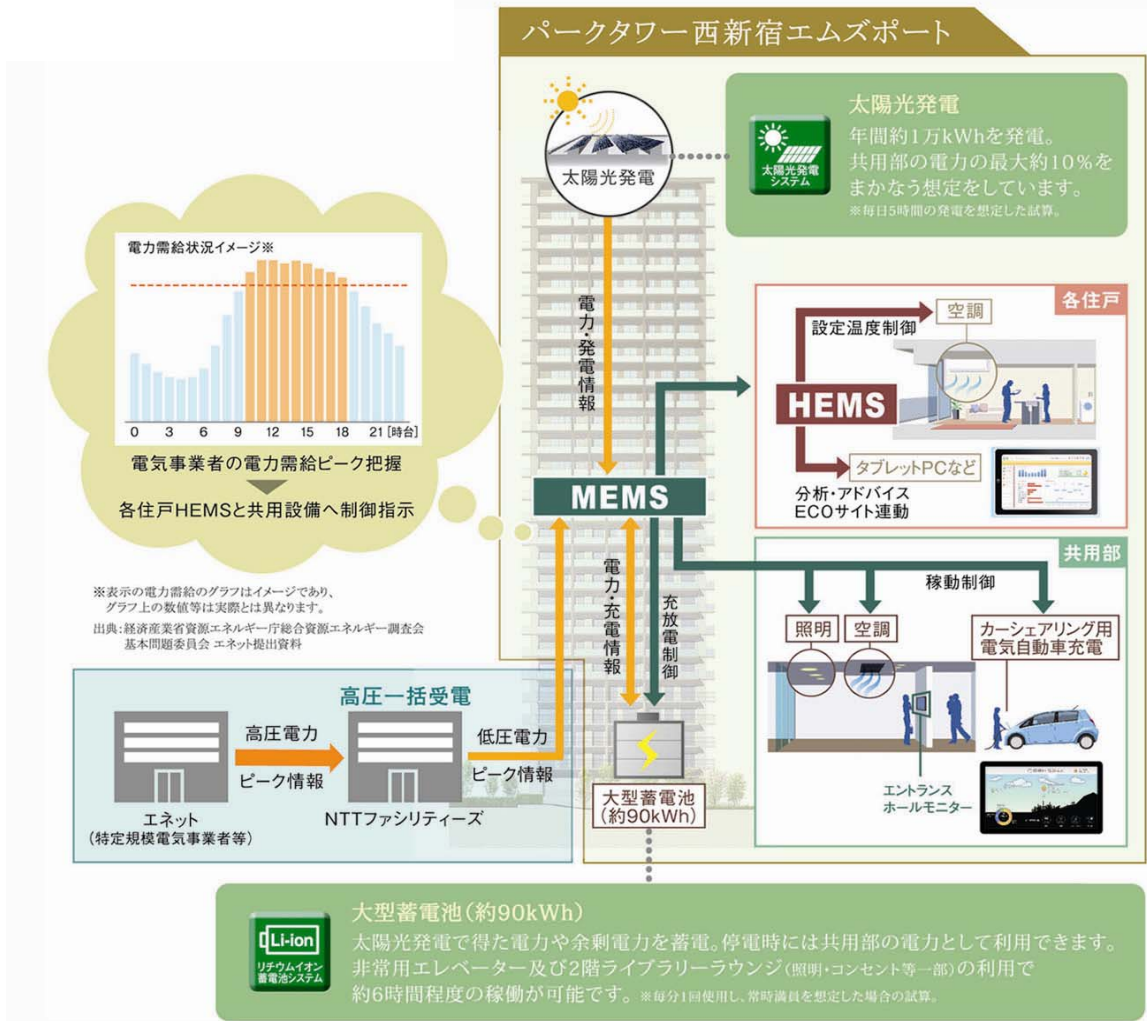 パークタワー西新宿エムズポート
太陽光発電
太陽光発電
システム
太陽光発電
年間約1万kWhを発電。
共用部の電力の最大約10%を
まかなう想定をしています。
※毎日5時間の発電を想定した試算。
電力需給状況イメージ※
0 3 6 9 12 15 18 21 [時台]
電気事業者の電力需給ピーク把握
各住戸HEMSと共用設備へ制御指示
※表示の電力需給のグラフはイメージであり、
グラフ上の数値等は実際とは異なります。
出典:経済産業省資源エネルギー庁総合資源エネルギー調査会
基本問題委員会 エネット提出資料
電力・発電情報
MEMS
電力・充電情報
充放電制御
各住戸
空調
設定温度制御
HEMS
タブレットPCなど
分析・アドバイス
ECOサイト連動
共用部
稼動制御
照明
空調
カーシェアリング用
電気自動車充電
エントランス
ホールモニター
高圧一括受電
高圧電力
ピーク情報
低圧電力
ピーク情報
エネット
(特定規模電気事業者等)
NTTファシリティーズ
大型蓄電池
(約90kWh)
Li-ion
リチウムイオン
蓄電池システム
大型蓄電池(約90kWh)
太陽光発電で得た電力や余剰電力を蓄電。停電時には共用部の電力として利用できます。
非常用エレベーター及び2階ライブラリーラウンジ(照明・コンセント等一部)の利用で
約6時間程度の稼働が可能です。 ※毎分1回使用し、常時満員を想定した場合の試算。